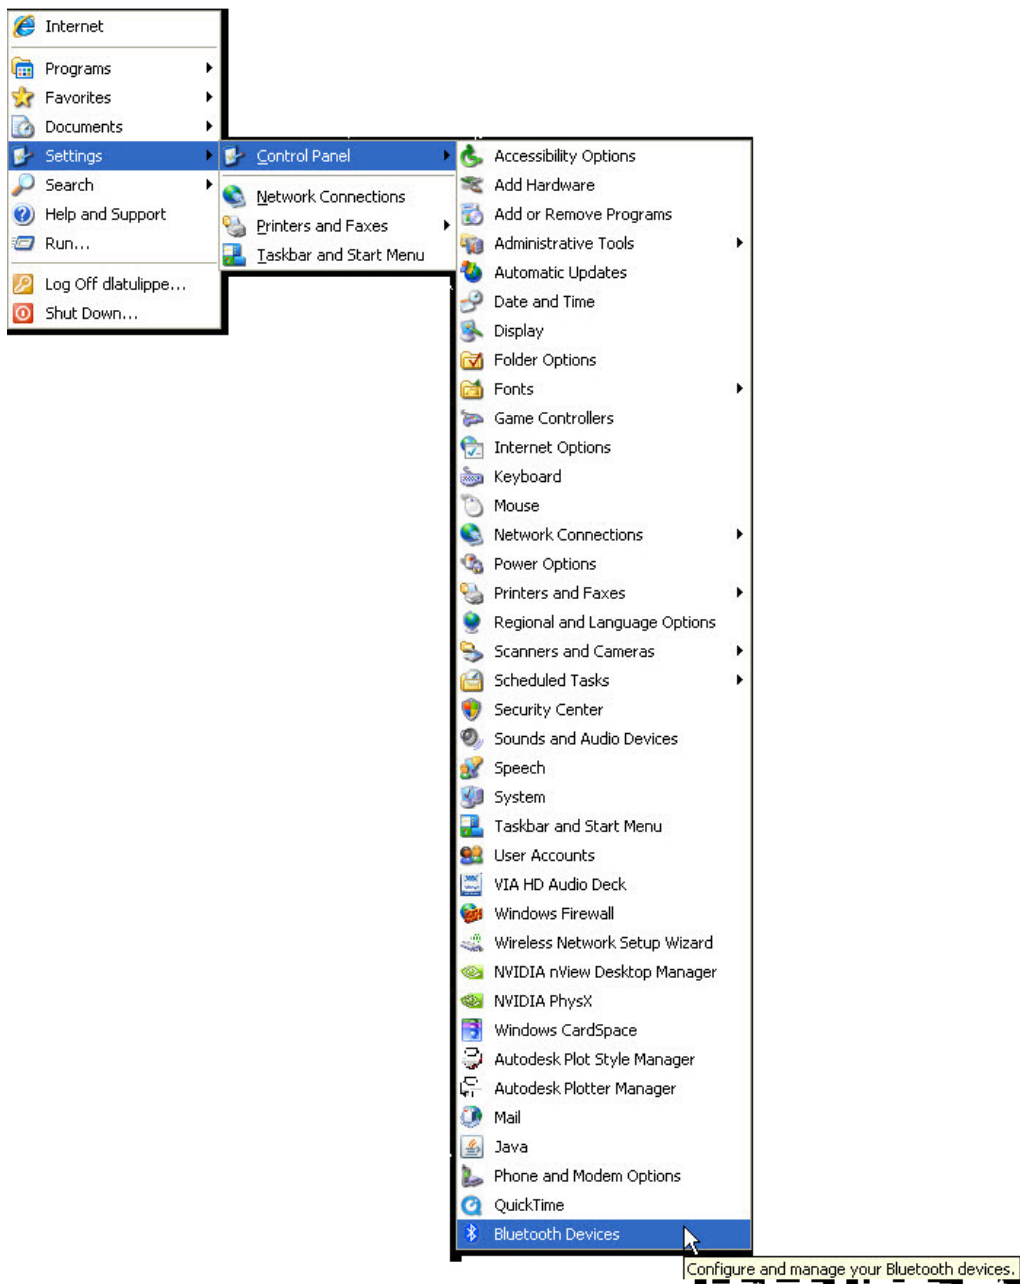 Internet
Programs
Favorites
Documents
Settings
Search
Help and Support
Run...
Log Off dlatulippe...
Shut Down...
Control Panel
Network Connections
Printers and Faxes
Taskbar and Start Menu
Accessibility Options
Add Hardware
Add or Remove Programs
Administrative Tools
Automatic Updates
Date and Time
Display
Folder Options
Fonts
Game Controllers
Internet Options
Keyboard
Mouse
Network Connections
Power Options
Printers and Faxes
Regional and Language Options
Scanners and Cameras
Scheduled Tasks
Security Center
Sounds and Audio Devices
Speech
System
Taskbar and Start Menu
User Accounts
VIA HD Audio Deck
Windows Firewall
Wireless Network Setup Wizard
NVIDIA nView Desktop Manager
NVIDIA PhysX
Windows CardSpace
Autodesk Plot Style Manager
Autodesk Plotter Manager
Mail
Java
Phone and Modem Options
QuickTime
Bluetooth Devices
Configure and manage your Bluetooth devices.